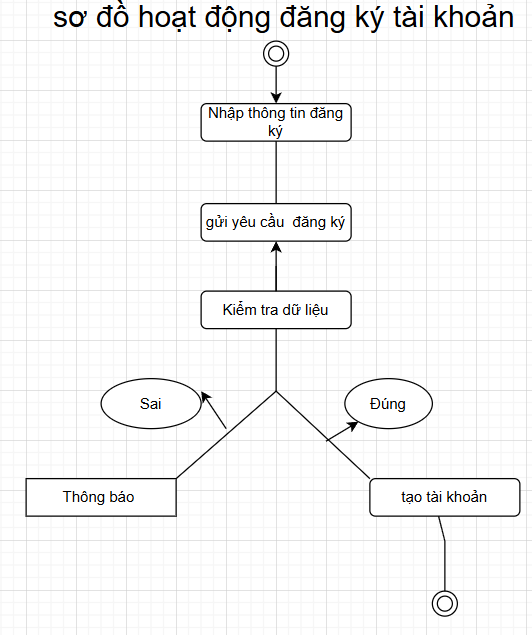 sơ đồ hoạt động đăng ký tài khoản
Nhập thông tin đăng
ký
gửi yêu cầu  đăng ký
Kiểm tra dữ liệu
Sai
Đúng
Thông báo
tạo tài khoản